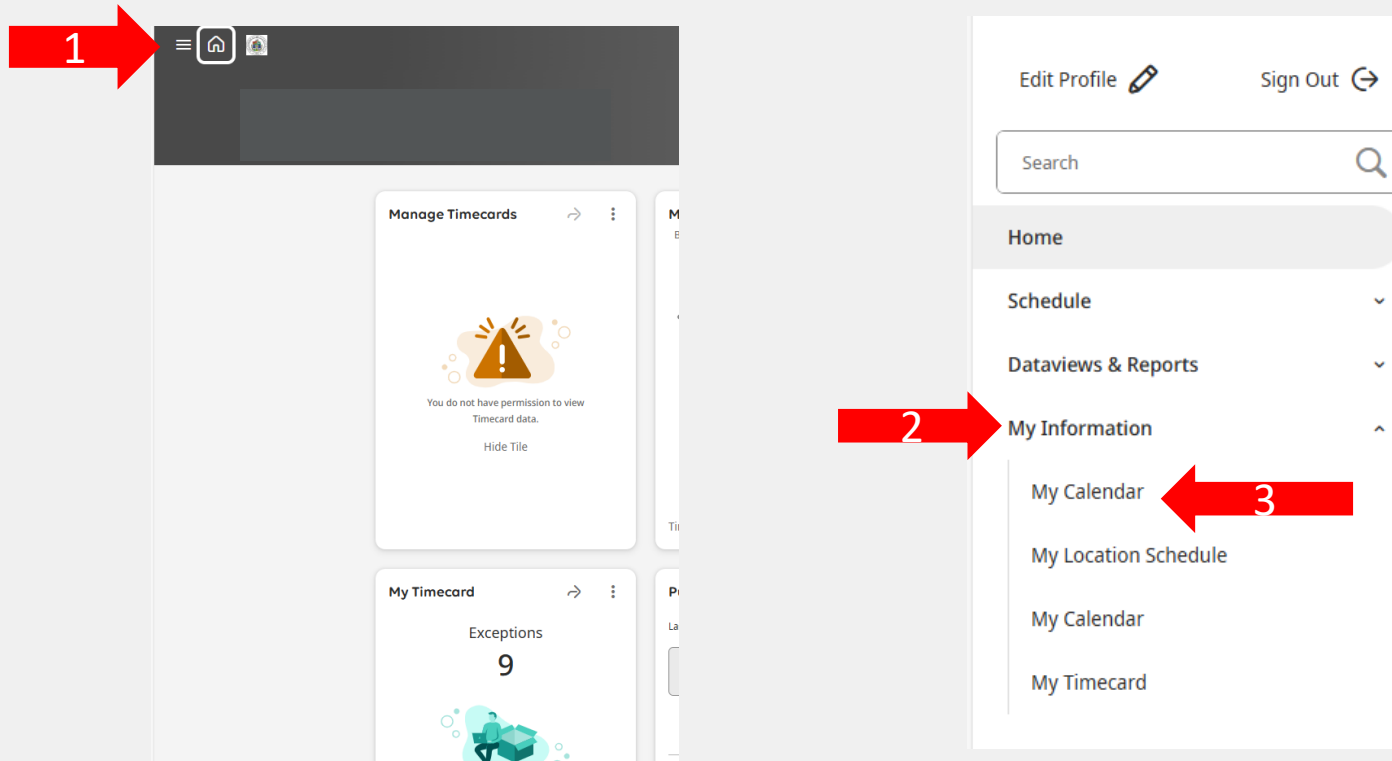 1
Manage Timecards
You do not have permission to view
Timecard data.
Hide Tile
My Timecard
Exceptions
9
Edit Profile
Sign Out
Search
Home
Schedule
Dataviews & Reports
2
My Information
My Calendar
3
My Location Schedule
My Calendar
My Timecard